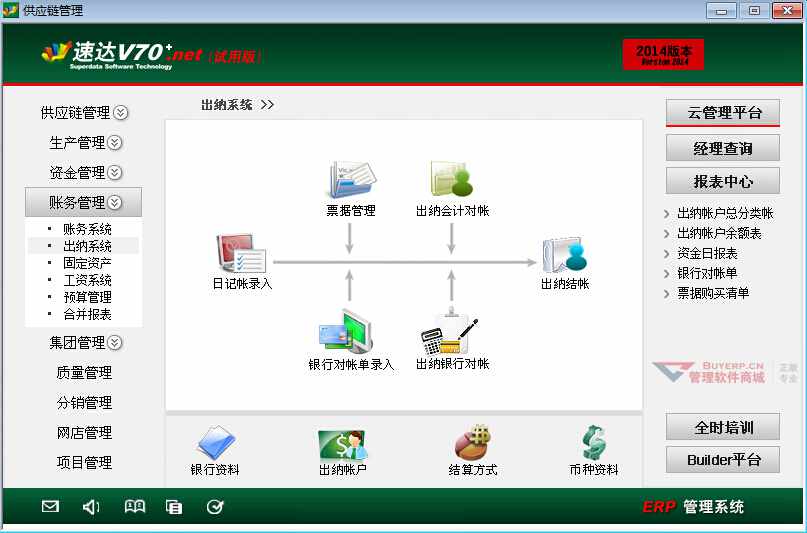 供应链管理
速达V70+.net (试用版)
Superdata Software Technology
2014版本
Version 2014
供应链管理
生产管理
资金管理
账务管理
账务系统
出纳系统
固定资产
工资系统
预算管理
合并报表
集团管理
质量管理
分销管理
网店管理
项目管理
出纳系统 >>
票据管理
出纳会计对帐
日记帐录入
出纳结帐
银行对帐单录入
出纳银行对帐
银行资料
出纳帐户
结算方式
币种资料
云管理平台
经理查询
报表中心
出纳帐户总分类帐
出纳帐户余额表
资金日报表
银行对帐单
票据购买清单
BUYERP.CN
管理软件商城
正版
专业
全时培训
Builder平台
ERP 管理系统